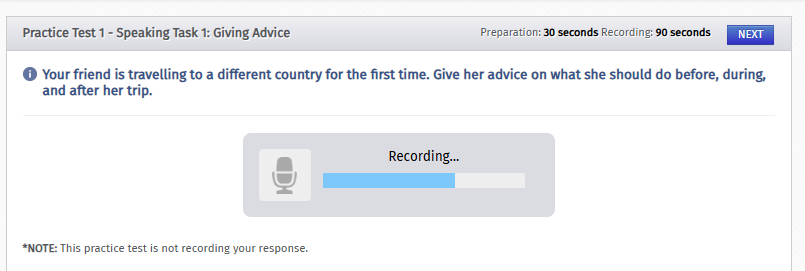 Practice Test 1 - Speaking Task 1: Giving Advice
Preparation: 30 seconds Recording: 90 seconds
NEXT
Your friend is travelling to a different country for the first time. Give her advice on what she should do before, during,
and after her trip.
Recording...
*NOTE: This practice test is not recording your response.